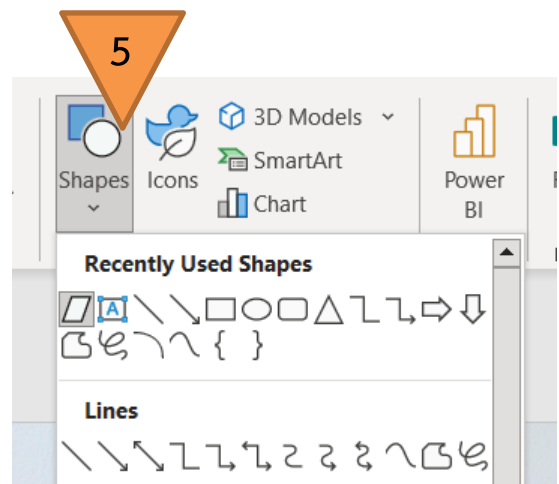 5
3D Models
SmartArt
Chart
Shapes
Icons
Power
BI
Recently Used Shapes
A
Lines